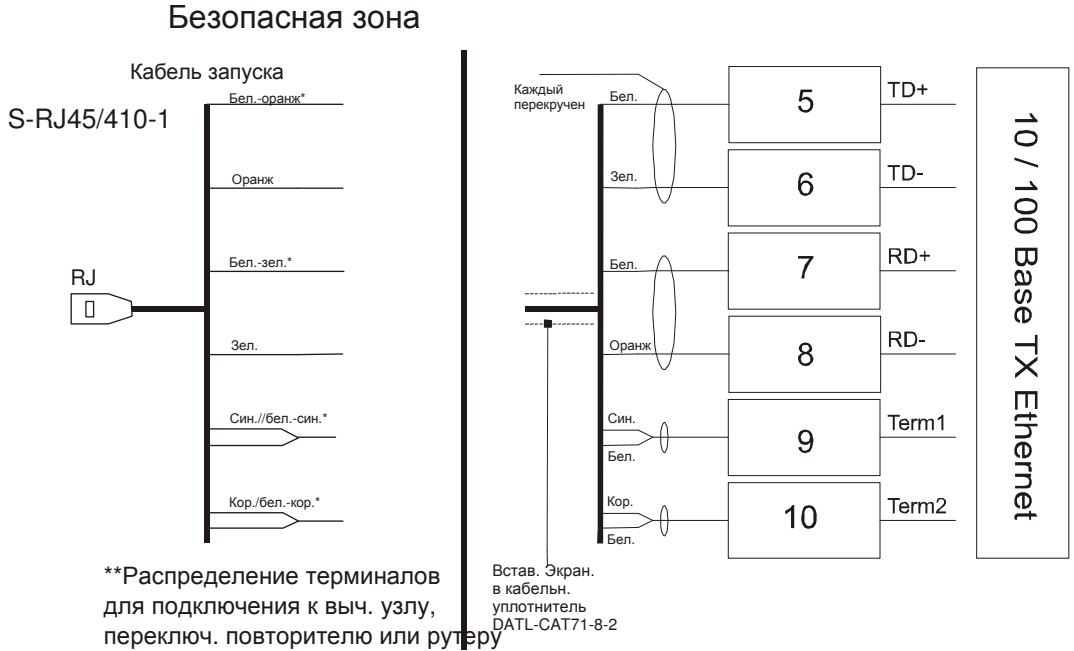 Безопасная зона
Кабель запуска
S-RJ45/410-1
Бел.-оранж*
Оранж
Бел.-зел.*
RJ
Зел.
Син.//бел.-син.*
Кор./бел.-кор.*
**Распределение терминалов
для подключения к выч. узлу,
переключ. повторителю или рутеру
Каждый
перекручен
Бел.
5
TD+
Зел.
6
TD-
Бел.
7
RD+
Оранж
8
RD-
Син.
Бел.
9
Term1
Кор.
Бел.
10
Term2
Встав. Экран.
в кабельн.
уплотнитель
DATL-CAT71-8-2
10 / 100 Base TX Ethernet